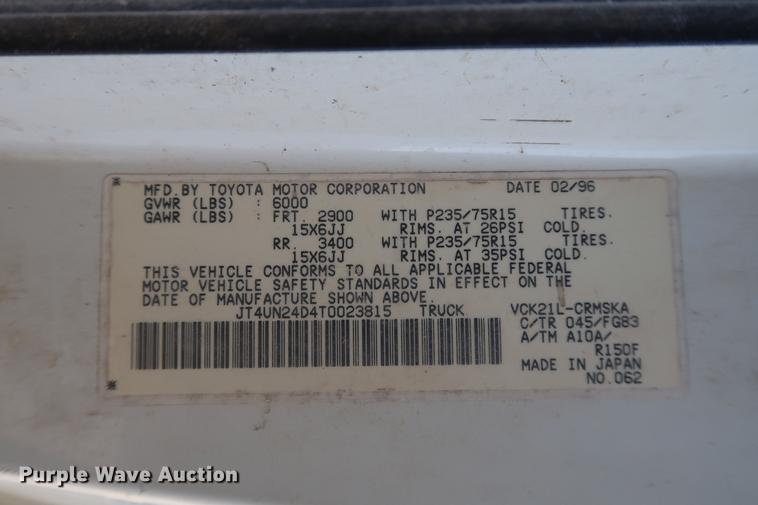 MFD. BY TOYOTA MOTOR CORPORATION DATE 02/96
GVWR (LBS) : 6000
GAWR (LBS) : FRT. 2900 WITH P235/75R15 TIRES.
15X6JJ RIMS. AT 26PSI COLD.
RR. 3400 WITH P235/75R15 TIRES.
15X6JJ RIMS. AT 35PSI COLD.
THIS VEHICLE CONFORMS TO ALL APPLICABLE FEDERAL
MOTOR VEHICLE SAFETY STANDARDS IN EFFECT ON THE
DATE OF MANUFACTURE SHOWN ABOVE.
JT4UN24D4T0023815 TRUCK VCK21L-CRMSKA
C/TR 045/FG83
A/TM A10A/
R150F
MADE IN JAPAN
NO.062
Purple Wave Auction